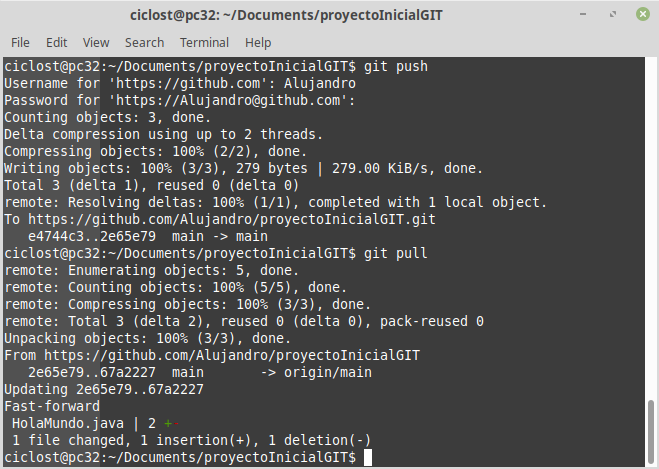 ciclost@pc32: ~/Documents/proyectoInicialGIT
File Edit View Search Terminal Help
ciclost@pc32:~/Documents/proyectoInicialGIT$ git push
Username for 'https://github.com': Alujandro
Password for 'https://Alujandro@github.com':
Counting objects: 3, done.
Delta compression using up to 2 threads.
Compressing objects: 100% (2/2), done.
Writing objects: 100% (3/3), 279 bytes | 279.00 KiB/s, done.
Total 3 (delta 1), reused 0 (delta 0)
remote: Resolving deltas: 100% (1/1), completed with 1 local object.
To https://github.com/Alujandro/proyectoInicialGIT.git
   e4744c3..2e65e79  main -> main
ciclost@pc32:~/Documents/proyectoInicialGIT$ git pull
remote: Enumerating objects: 5, done.
remote: Counting objects: 100% (5/5), done.
remote: Compressing objects: 100% (3/3), done.
remote: Total 3 (delta 2), reused 0 (delta 0), pack-reused 0
Unpacking objects: 100% (3/3), done.
From https://github.com/Alujandro/proyectoInicialGIT
   2e65e79..67a2227  main       -> origin/main
Updating 2e65e79..67a2227
Fast-forward
 HolaMundo.java | 2 +
 1 file changed, 1 insertion(+), 1 deletion(-)
ciclost@pc32:~/Documents/proyectoInicialGIT$